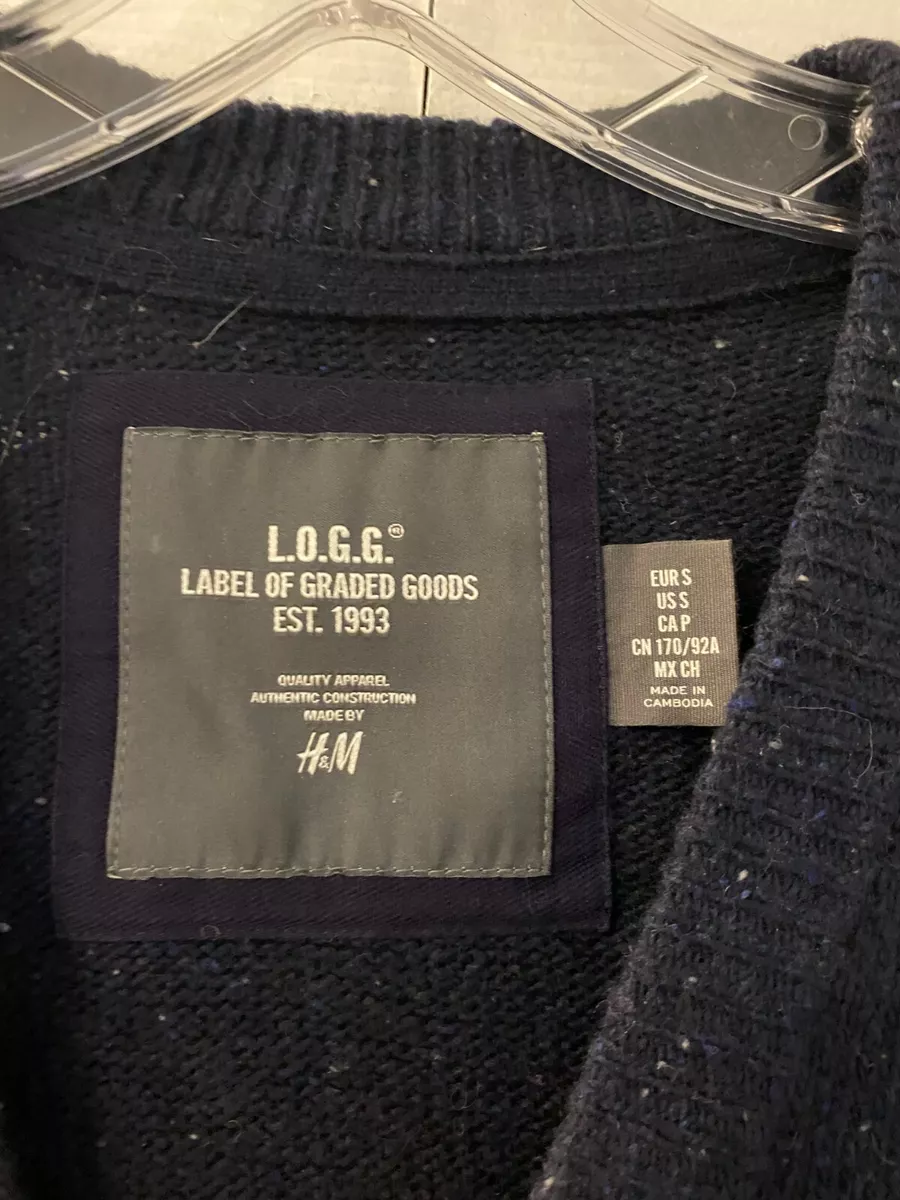 L.O.G.G.®
LABEL OF GRADED GOODS
EST. 1993
QUALITY APPAREL
AUTHENTIC CONSTRUCTION
MADE BY
H&M
EUR S
US S
CA P
CN 170/92A
MX CH
MADE IN
CAMBODIA